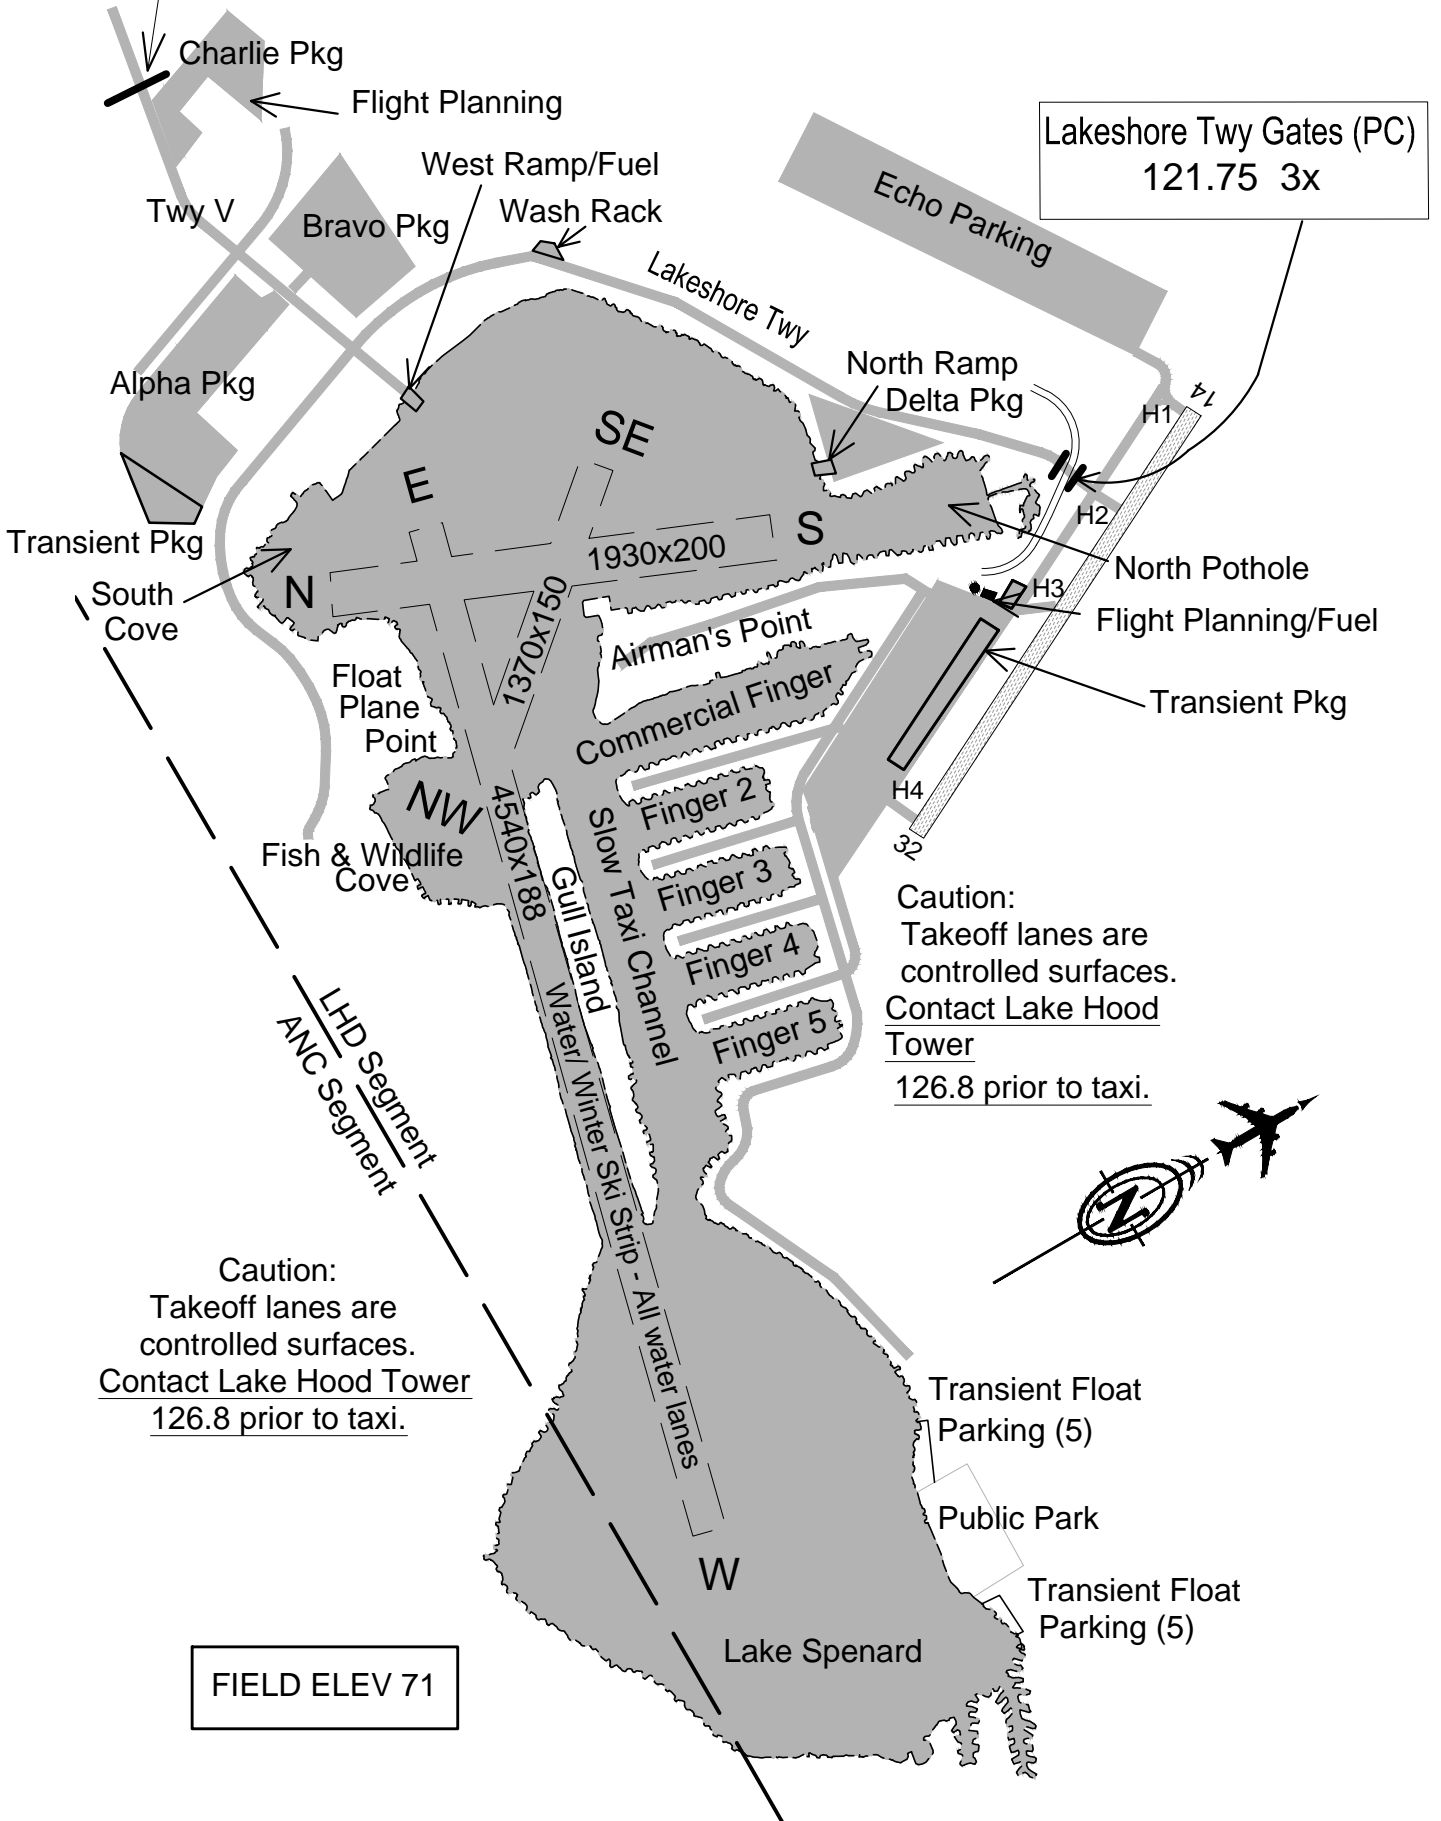 Charlie Pkg
Flight Planning
Lakeshore Twy Gates (PC)
121.75 3x
West Ramp/Fuel
Wash Rack
Twy V
Bravo Pkg
Echo Parking
Lakeshore Twy
North Ramp
Delta Pkg
Alpha Pkg
H1
14
SE
E
S
H2
Transient Pkg
1930x200
North Pothole
South
Cove
N
H3
Flight Planning/Fuel
Airman's Point
1370x150
Float
Plane
Point
Commercial Finger
Transient Pkg
NW
4540x188
H4
32
Finger 2
Fish & Wildlife
Cove
Gull Island
Slow Taxi Channel
Finger 3
Finger 4
Finger 5
Caution:
Takeoff lanes are
controlled surfaces.
Contact Lake Hood
Tower
126.8 prior to taxi.
LHD Segment
ANC Segment
Water/ Winter Ski Strip - All water lanes
N
Caution:
Takeoff lanes are
controlled surfaces.
Contact Lake Hood Tower
126.8 prior to taxi.
Transient Float
Parking (5)
Public Park
W
Transient Float
Parking (5)
Lake Spenard
FIELD ELEV 71